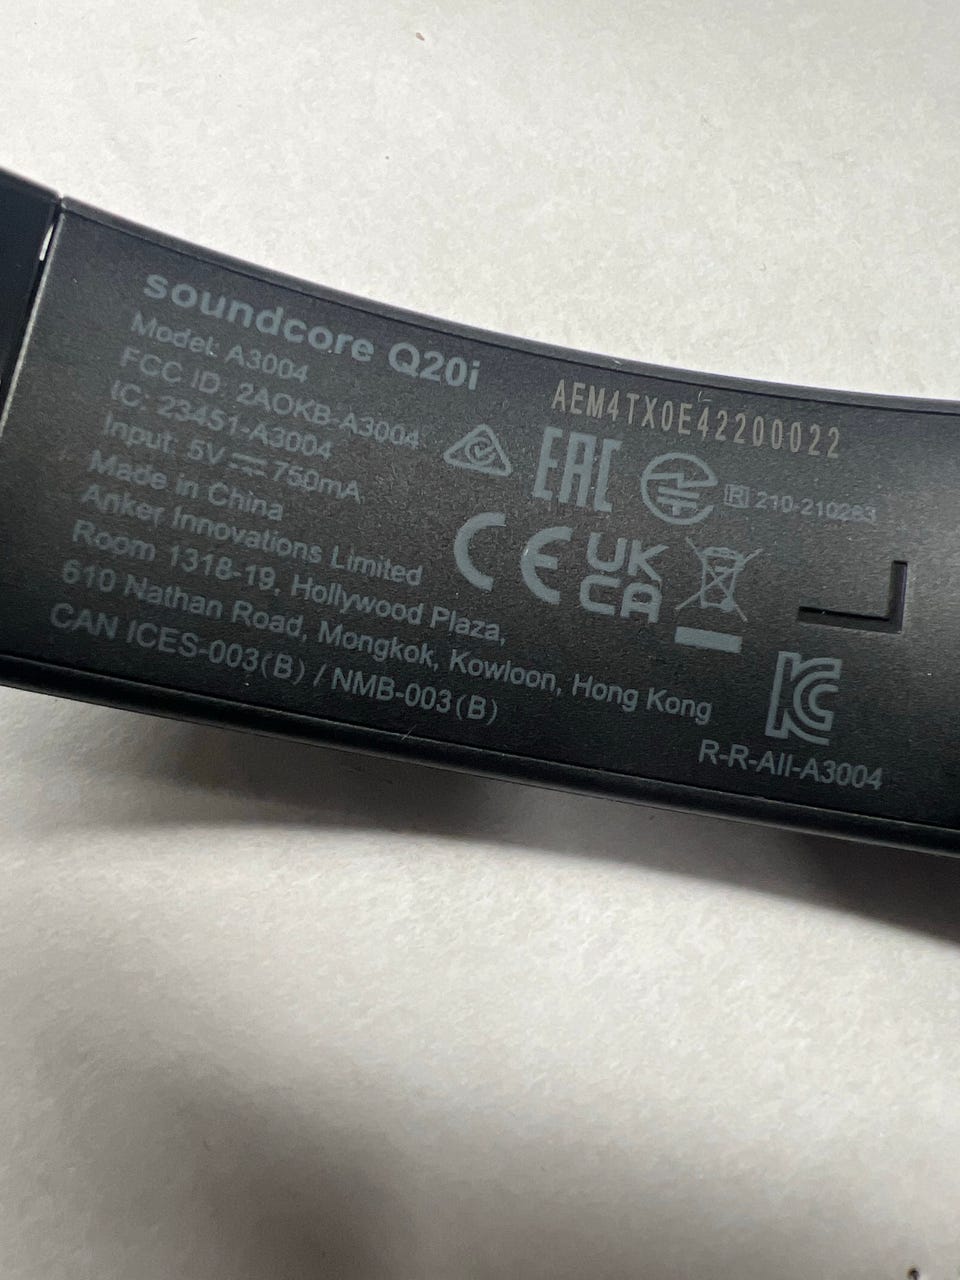 soundcore Q20i
Model: A3004
FCC ID: 2AOKB-A3004
IC: 23451-A3004
Input: 5V ⎓ 750mA
Made in China
Anker Innovations Limited
Room 1318-19, Hollywood Plaza,
610 Nathan Road, Mongkok, Kowloon, Hong Kong
CAN ICES-003(B) / NMB-003(B)
AEM4TX0E42200022
EAC
R 210-210283
CE UK CA
KC
R-R-AII-A3004
L